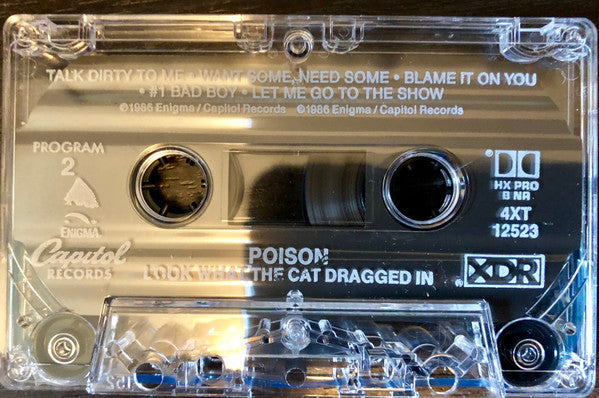 TALK DIRTY TO ME • WANT SOME, NEED SOME • BLAME IT ON YOU
• #1 BAD BOY • LET ME GO TO THE SHOW
©1986 Enigma / Capitol Records ℗1986 Enigma / Capitol Records
PROGRAM
2
ENIGMA
Capitol
RECORDS
HX PRO
B NR
4XT
12523
POISON
LOOK WHAT THE CAT DRAGGED IN
XDR®